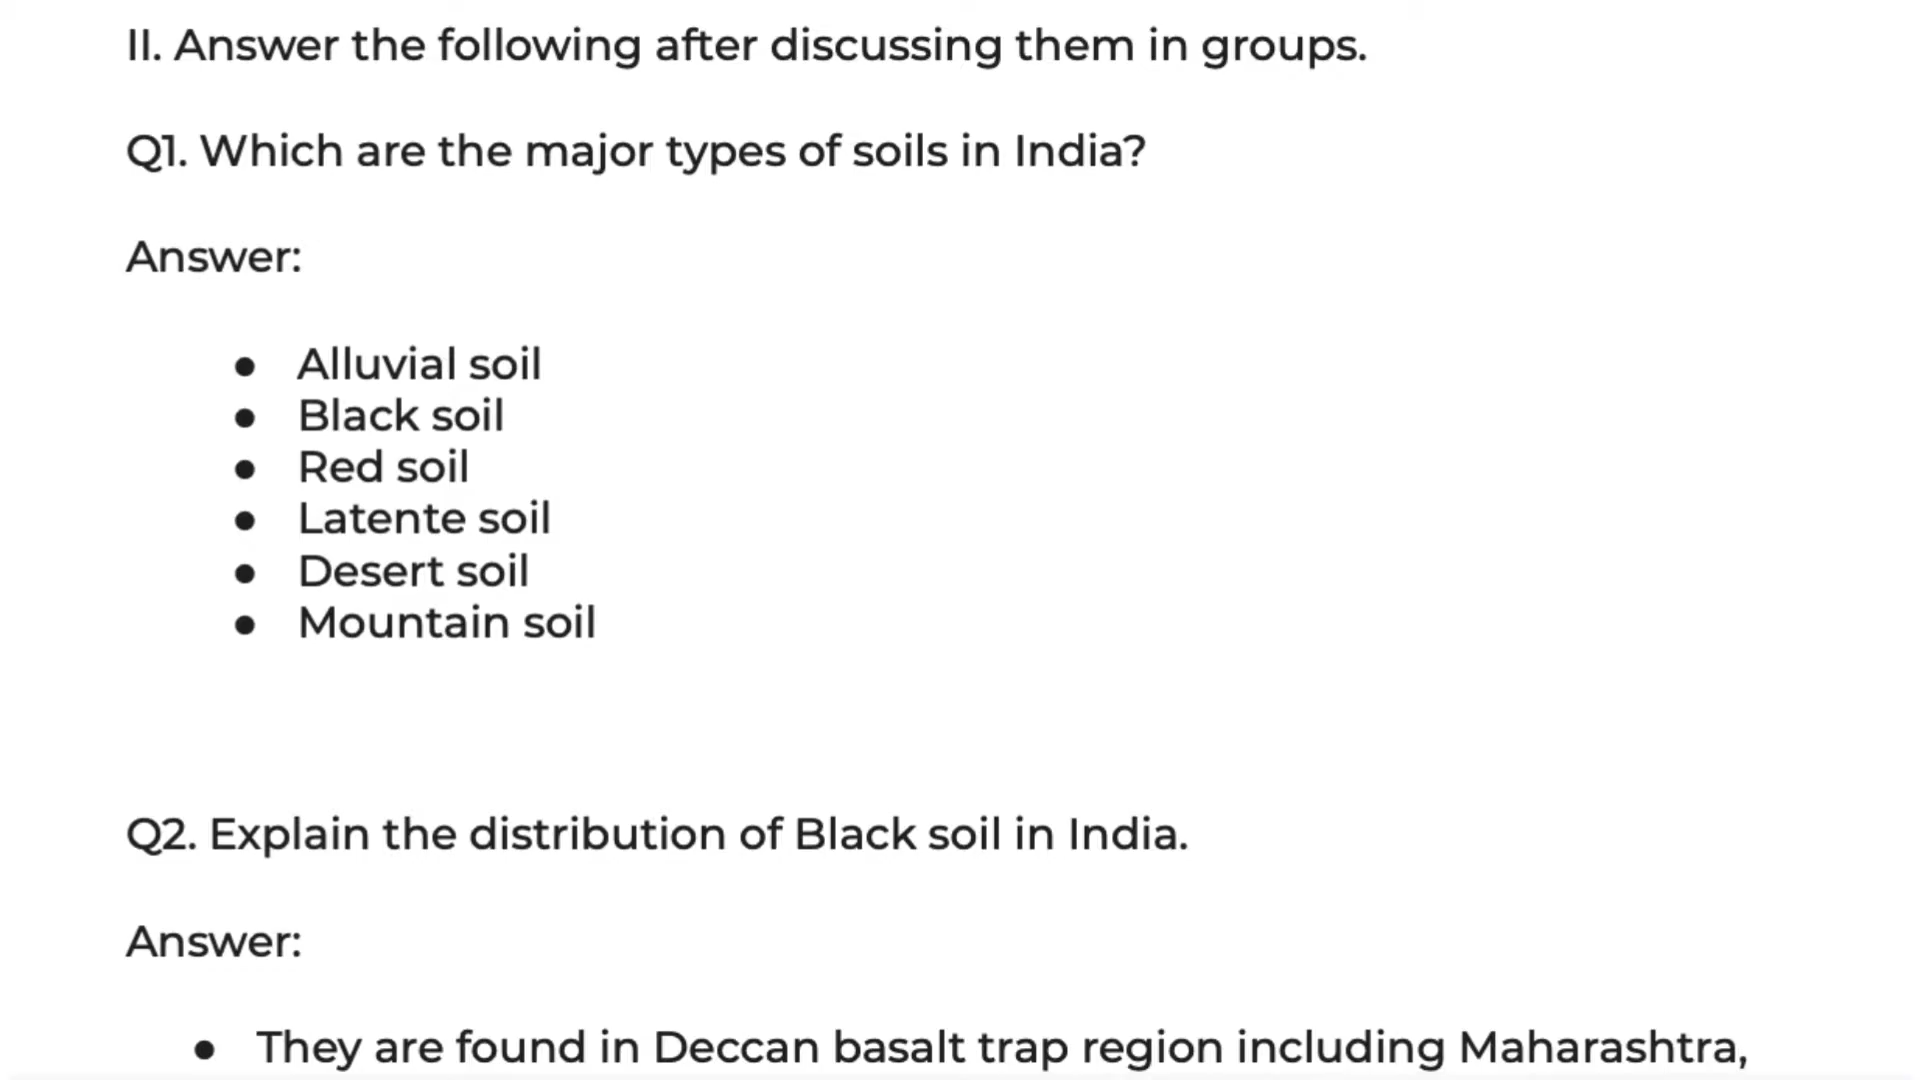 II. Answer the following after discussing them in groups.
Q1. Which are the major types of soils in India?
Answer:
● Alluvial soil
● Black soil
● Red soil
● Latente soil
● Desert soil
● Mountain soil
Q2. Explain the distribution of Black soil in India.
Answer:
● They are found in Deccan basalt trap region including Maharashtra,